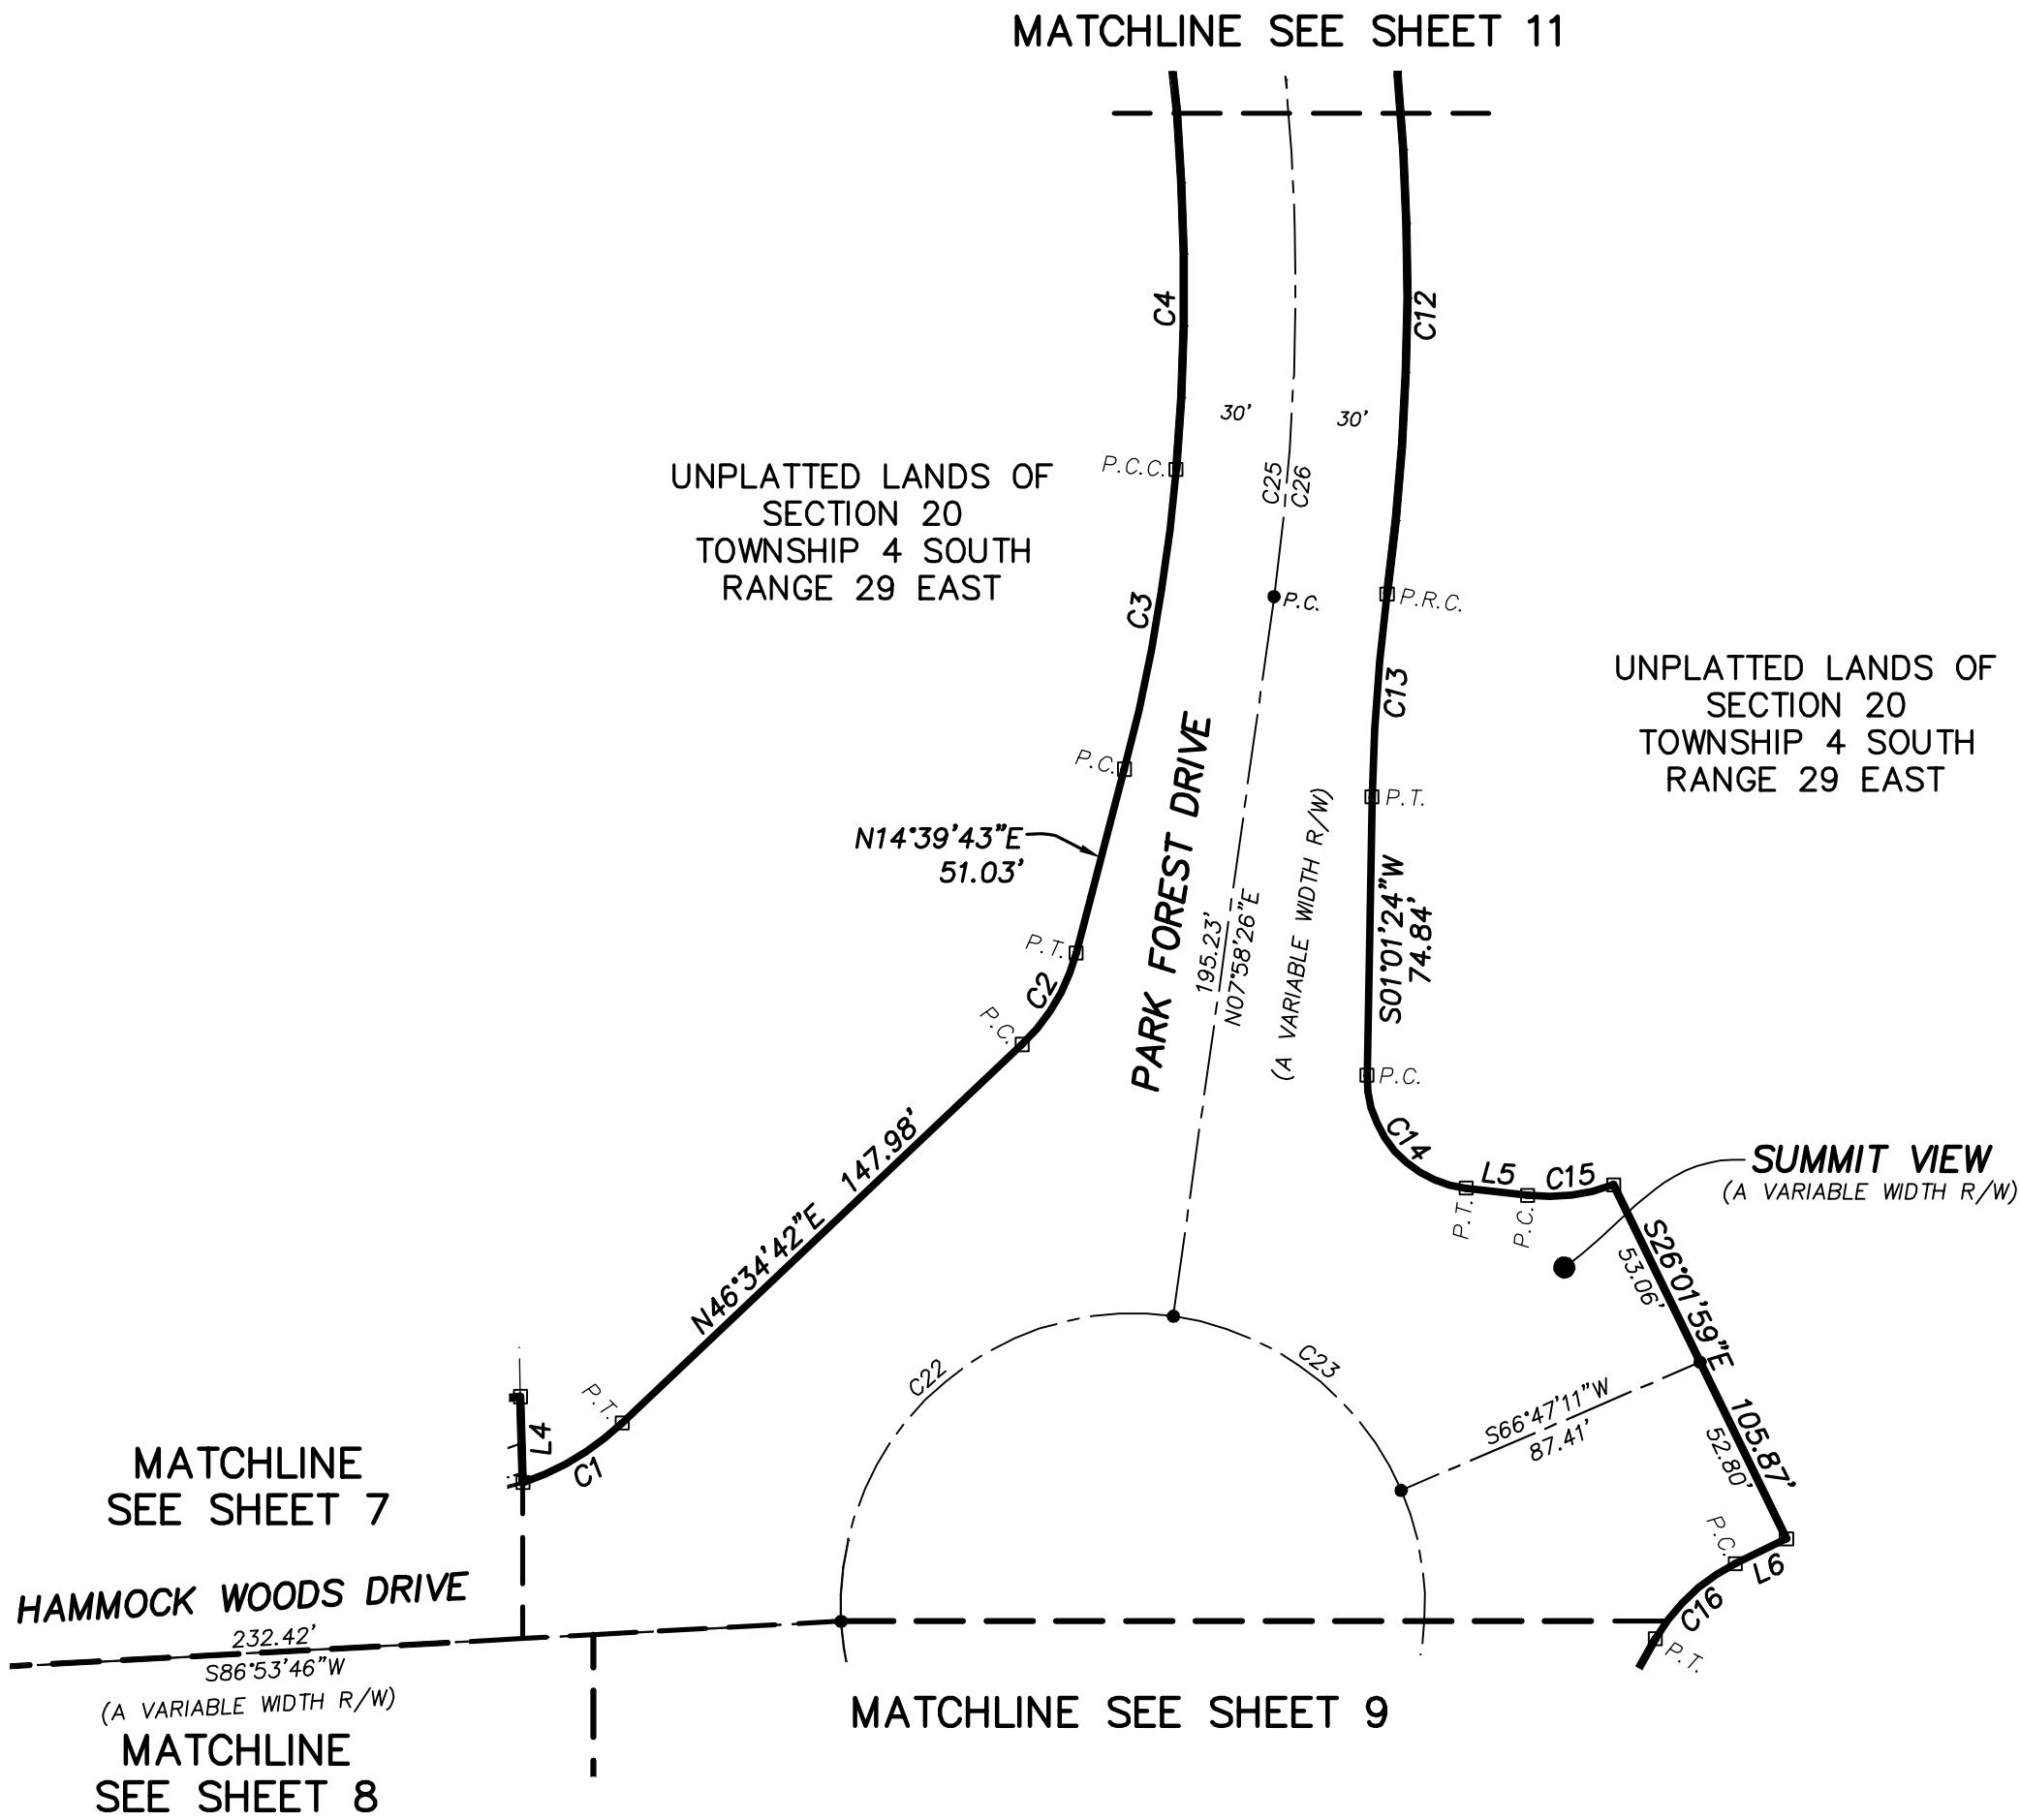 MATCHLINE SEE SHEET 11
C4
C12
30'
30'
UNPLATTED LANDS OF
SECTION 20
TOWNSHIP 4 SOUTH
RANGE 29 EAST
P.C.C.
C25
C26
C3
P.C.
P.R.C.
UNPLATTED LANDS OF
SECTION 20
TOWNSHIP 4 SOUTH
RANGE 29 EAST
C13
P.C.
P.T.
N14°39'43"E
51.03'
PARK FOREST DRIVE
195.23'
N07°58'26"E
(A VARIABLE WIDTH R/W)
S01°01'24"W
74.84'
P.T.
C2
P.C.
P.C.
C14
L5
C15
P.T.
P.C.
SUMMIT VIEW
(A VARIABLE WIDTH R/W)
N46°34'42"E 147.98'
S26°01'59"E
53.06'
105.87'
52.80'
C22
C23
S66°47'11"W
87.41'
P.T.
L4
C1
MATCHLINE
SEE SHEET 7
P.C.
L6
C16
P.T.
HAMMOCK WOODS DRIVE
232.42'
S86°53'46"W
(A VARIABLE WIDTH R/W)
MATCHLINE SEE SHEET 9
MATCHLINE
SEE SHEET 8